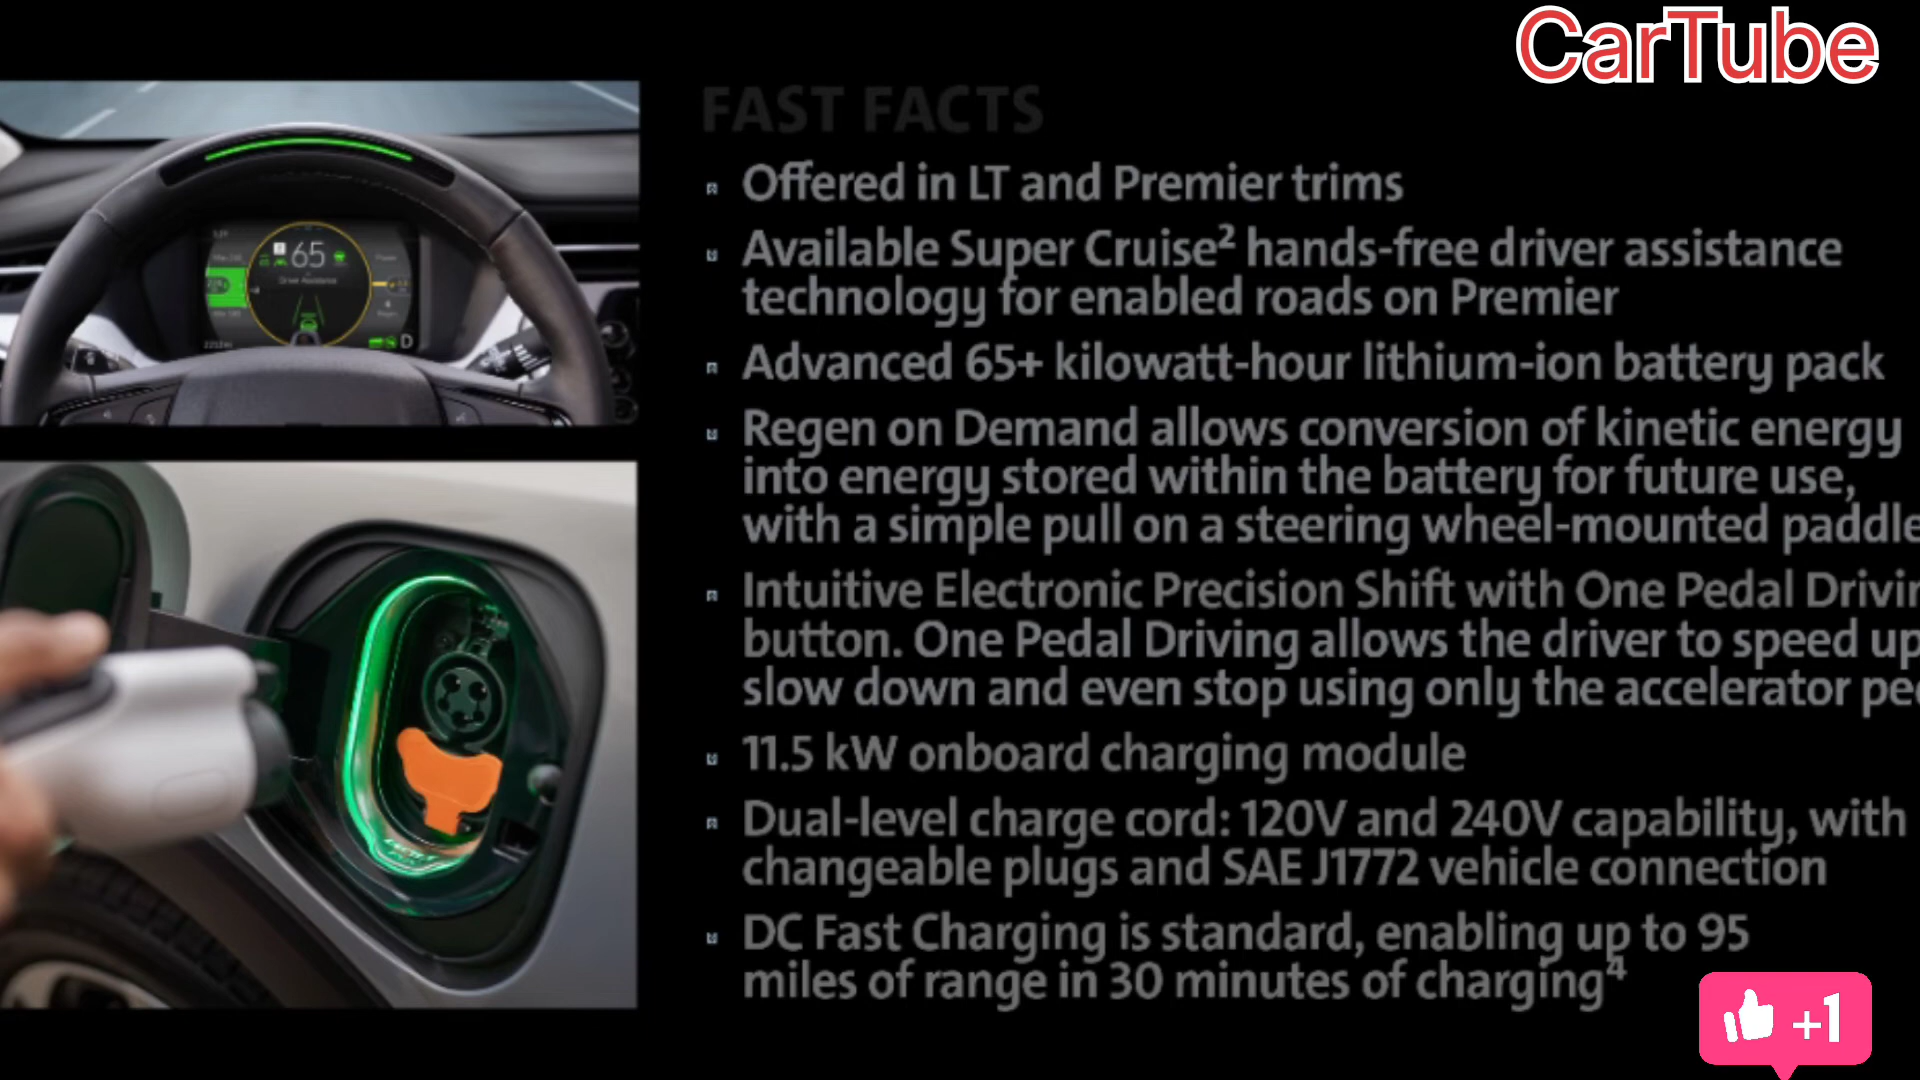 CarTube
FAST FACTS
Offered in LT and Premier trims
Available Super Cruise² hands-free driver assistance
technology for enabled roads on Premier
Advanced 65+ kilowatt-hour lithium-ion battery pack
Regen on Demand allows conversion of kinetic energy
into energy stored within the battery for future use,
with a simple pull on a steering wheel-mounted paddle
Intuitive Electronic Precision Shift with One Pedal
button. One Pedal Driving allows the driver to speed up
slow down and even stop using only the accelerator
11.5 kW onboard charging module
Dual-level charge cord: 120V and 240V capability, with
changeable plugs and SAE J1772 vehicle connection
DC Fast Charging is standard, enabling up to 95
miles of range in 30 minutes of charging⁴
65
Drive Assistance
D
+1